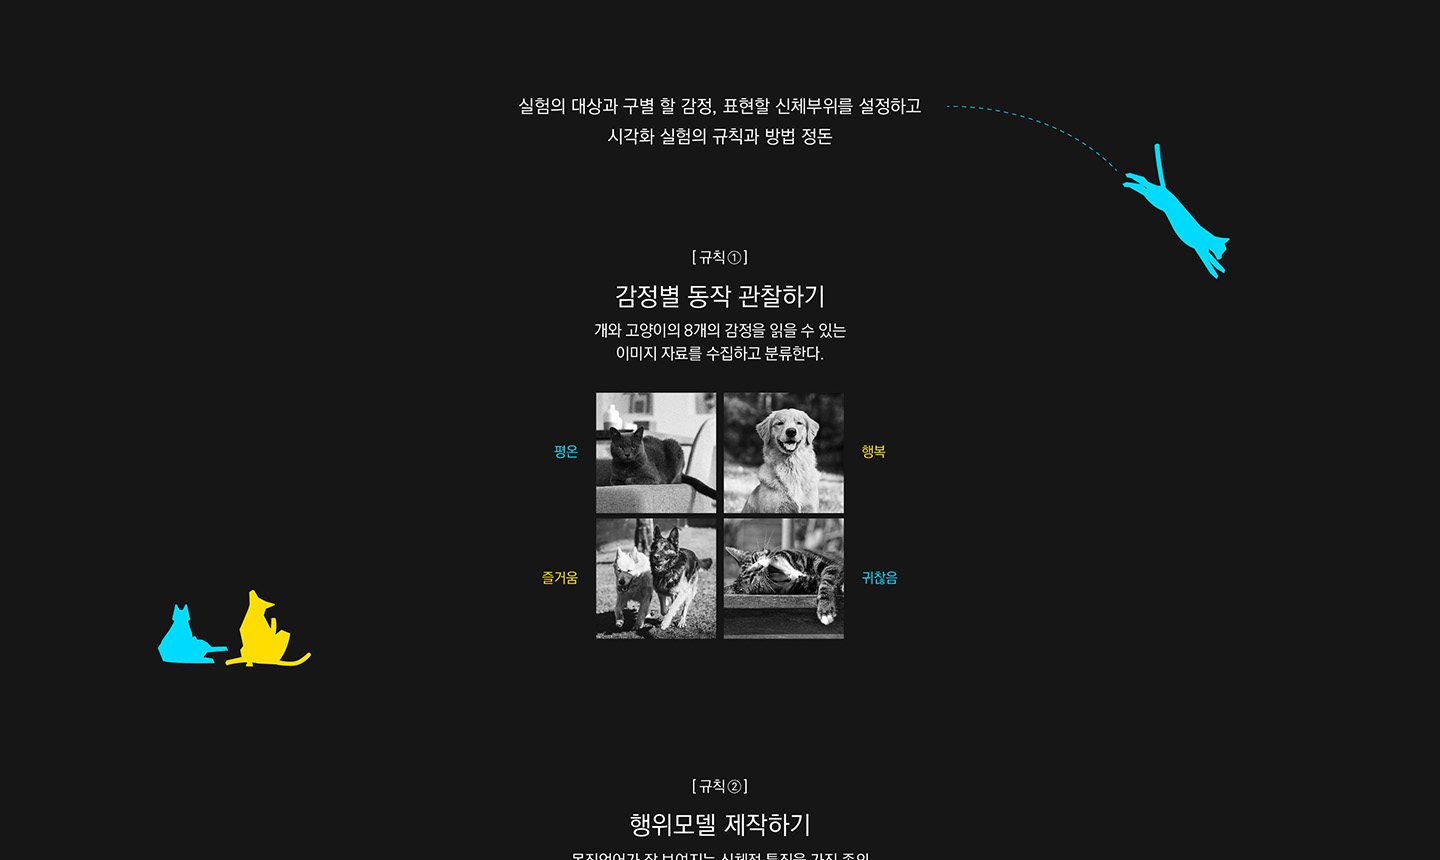 실험의 대상과 구별 할 감정, 표현할 신체부위를 설정하고
시각화 실험의 규칙과 방법 정돈
[규칙①]
감정별 동작 관찰하기
개와 고양이의 8개의 감정을 읽을 수 있는
이미지 자료를 수집하고 분류한다.
평온
행복
즐거움
귀찮음
[규칙②]
행위모델 제작하기